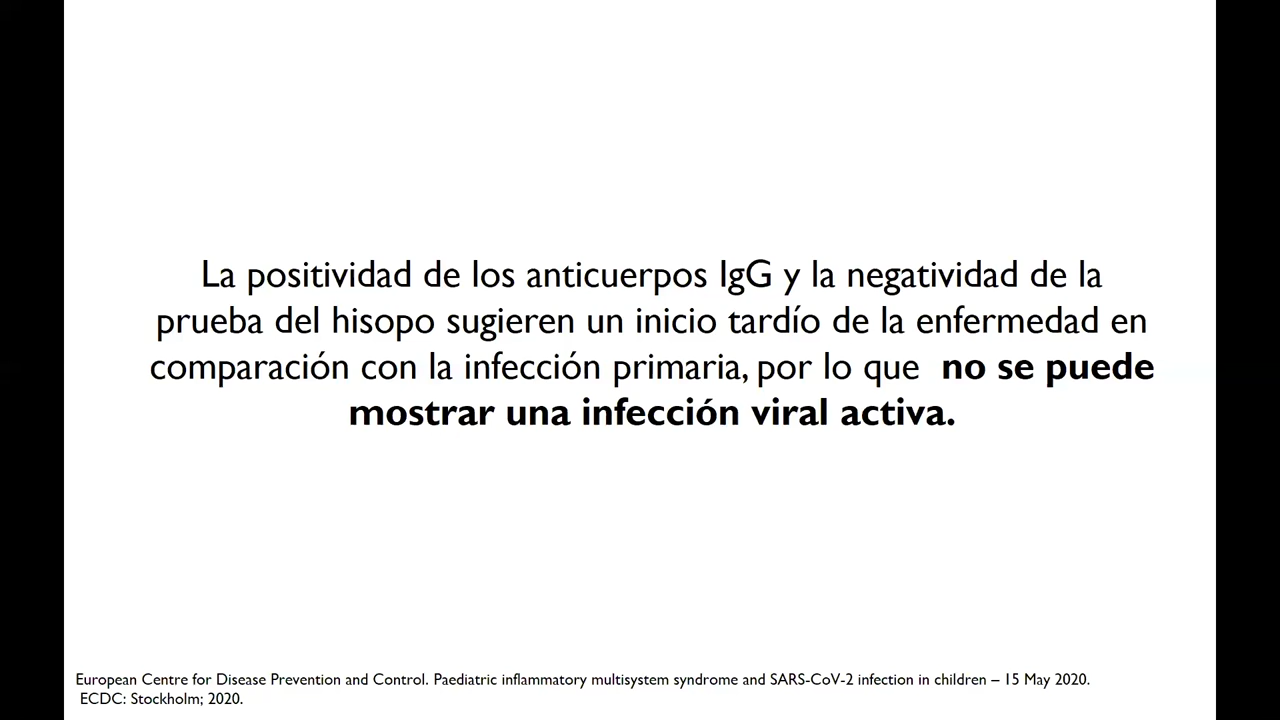 La positividad de los anticuerpos IgG y la negatividad de la
prueba del hisopo sugieren un inicio tardío de la enfermedad en
comparación con la infección primaria, por lo que no se puede
mostrar una infección viral activa.
European Centre for Disease Prevention and Control. Paediatric inflammatory multisystem syndrome and SARS-CoV-2 infection in children – 15 May 2020.
ECDC: Stockholm; 2020.